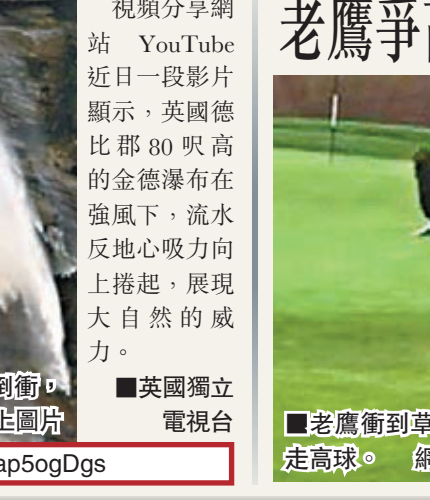 視頻分享網
站 YouTube
近日一段影片
顯示，英國德
比郡 80 呎高
的金德瀑布在
強風下，流水
反地心吸力向
上捲起，展現
大自然的威
力。
■英國獨立
電視台
倒衝，
上圖片
ap5ogDgs
老鷹爭
■老鷹衝到草
走高球。 網